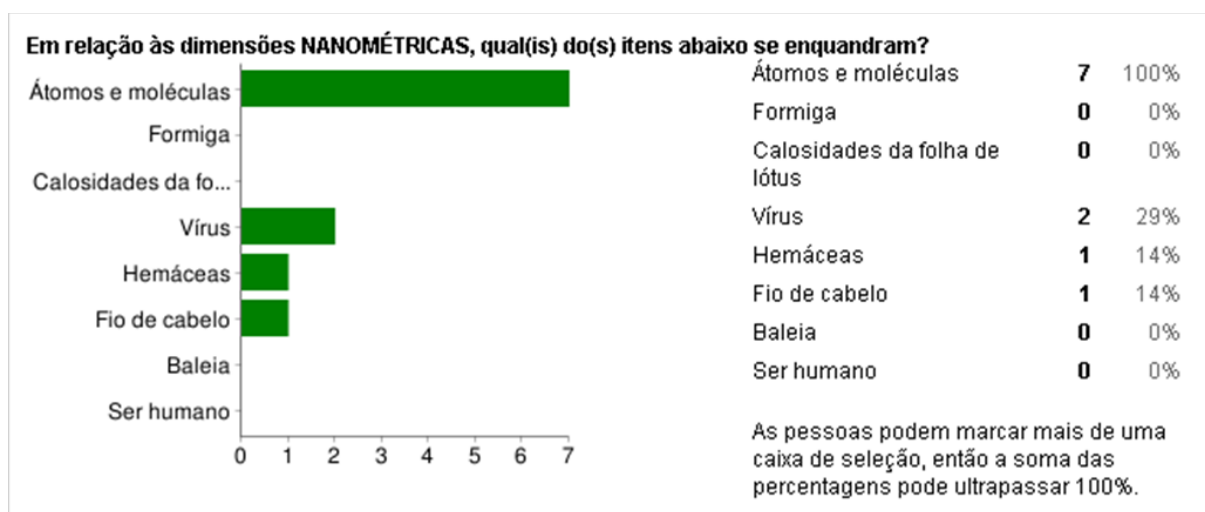 Em relação às dimensões NANOMÉTRICAS, qual(is) do(s) itens abaixo se enquandram?
Átomos e moléculas
Formiga
Calosidades da fo...
Vírus
Hemáceas
Fio de cabelo
Baleia
Ser humano
0 1 2 3 4 5 6 7
Átomos e moléculas 7 100%
Formiga 0 0%
Calosidades da folha de 0 0%
lótus
Vírus 2 29%
Hemáceas 1 14%
Fio de cabelo 1 14%
Baleia 0 0%
Ser humano 0 0%
As pessoas podem marcar mais de uma
caixa de seleção, então a soma das
percentagens pode ultrapassar 100%.